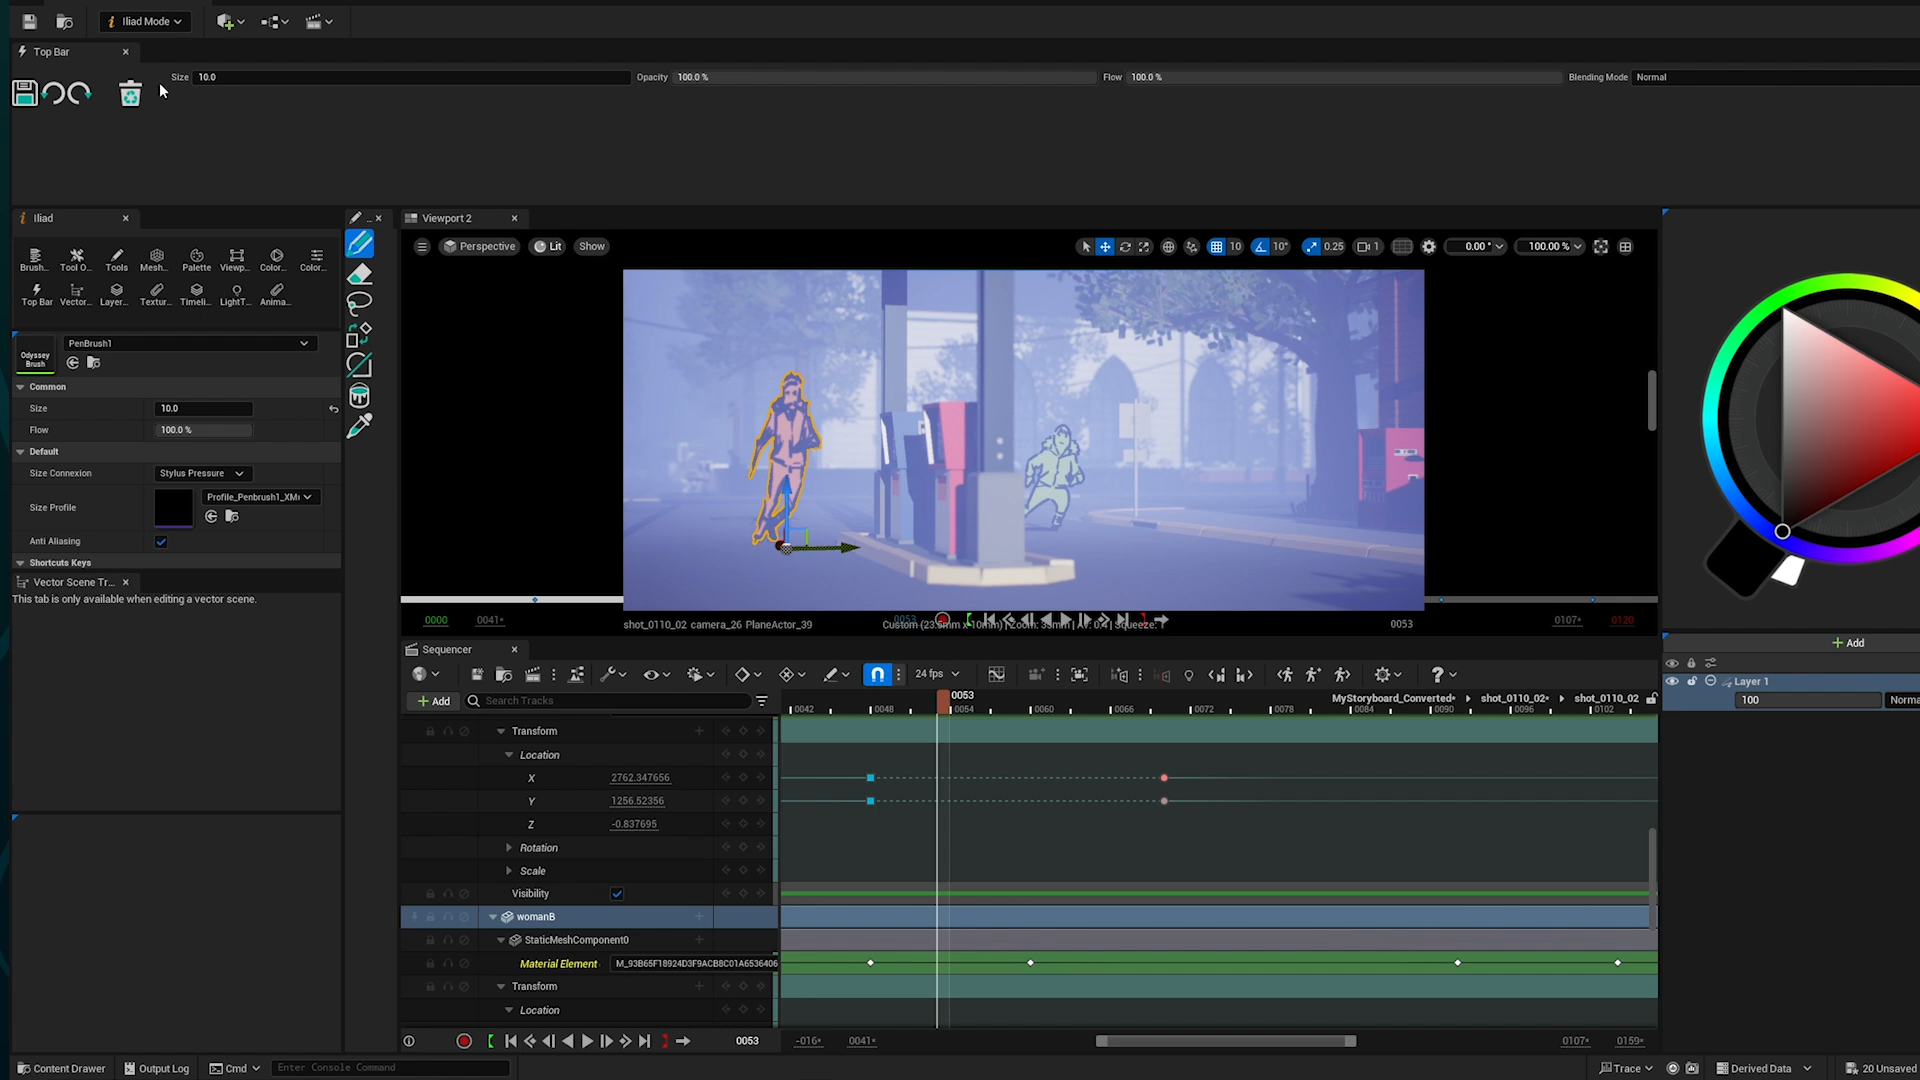 Iliad Mode
Top Bar
Size 10.0 Opacity 100.0 % Flow 100.0 % Blending Mode Normal
Iliad
Viewport 2
Perspective Lit Show 10 10° 0.25 1 0.00 ° 100.00 %
Brush... Tool O... Tools Mesh... Palette Viewp... Color... Color...
Top Bar Vector... Layer... Textur... Timeli... LightT... Anima...
Odyssey Brush
PenBrush1
Common
Size 10.0
Flow 100.0 %
Default
Size Connexion Stylus Pressure
Size Profile
Anti Aliasing
Shortcuts Keys
Vector Scene Tr...
This tab is only available when editing a vector scene.
0000 0041* 0053 0107* 0120
shot_0110_02 camera_26 PlaneActor_39 0053
+ Add
Layer 1
100
Sequencer
24 fps
+ Add Search Tracks
0053
MyStoryboard_Converted* shot_0110_02* shot_0110_02
0042 0048 0054 0060 0066 0072 0078 0084 0090 0096 0102
Transform
Location
X 2762.347656
Y 1256.52356
Z -0.837695
Rotation
Scale
Visibility
womanB
StaticMeshComponent0
Material Element M_93B65F18924D3F9ACB8C01A6536406
Transform
Location
0053 -016* 0041* 0107* 0159*
Content Drawer Output Log Cmd Enter Console Command Trace Derived Data 20 Unsaved